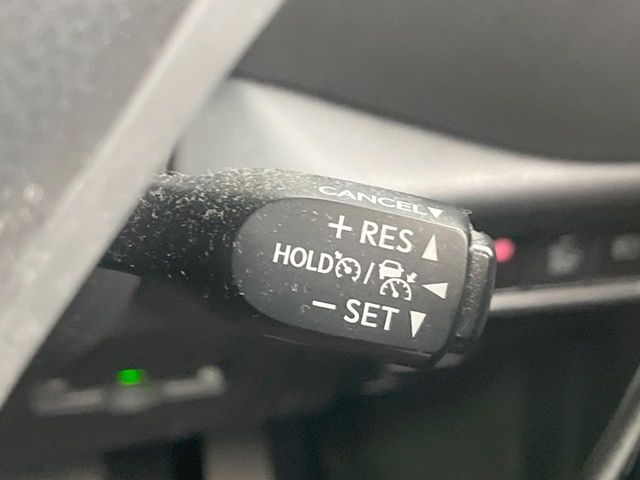 CANCEL▼
+ RES ▲
HOLD / ◀
− SET ▼